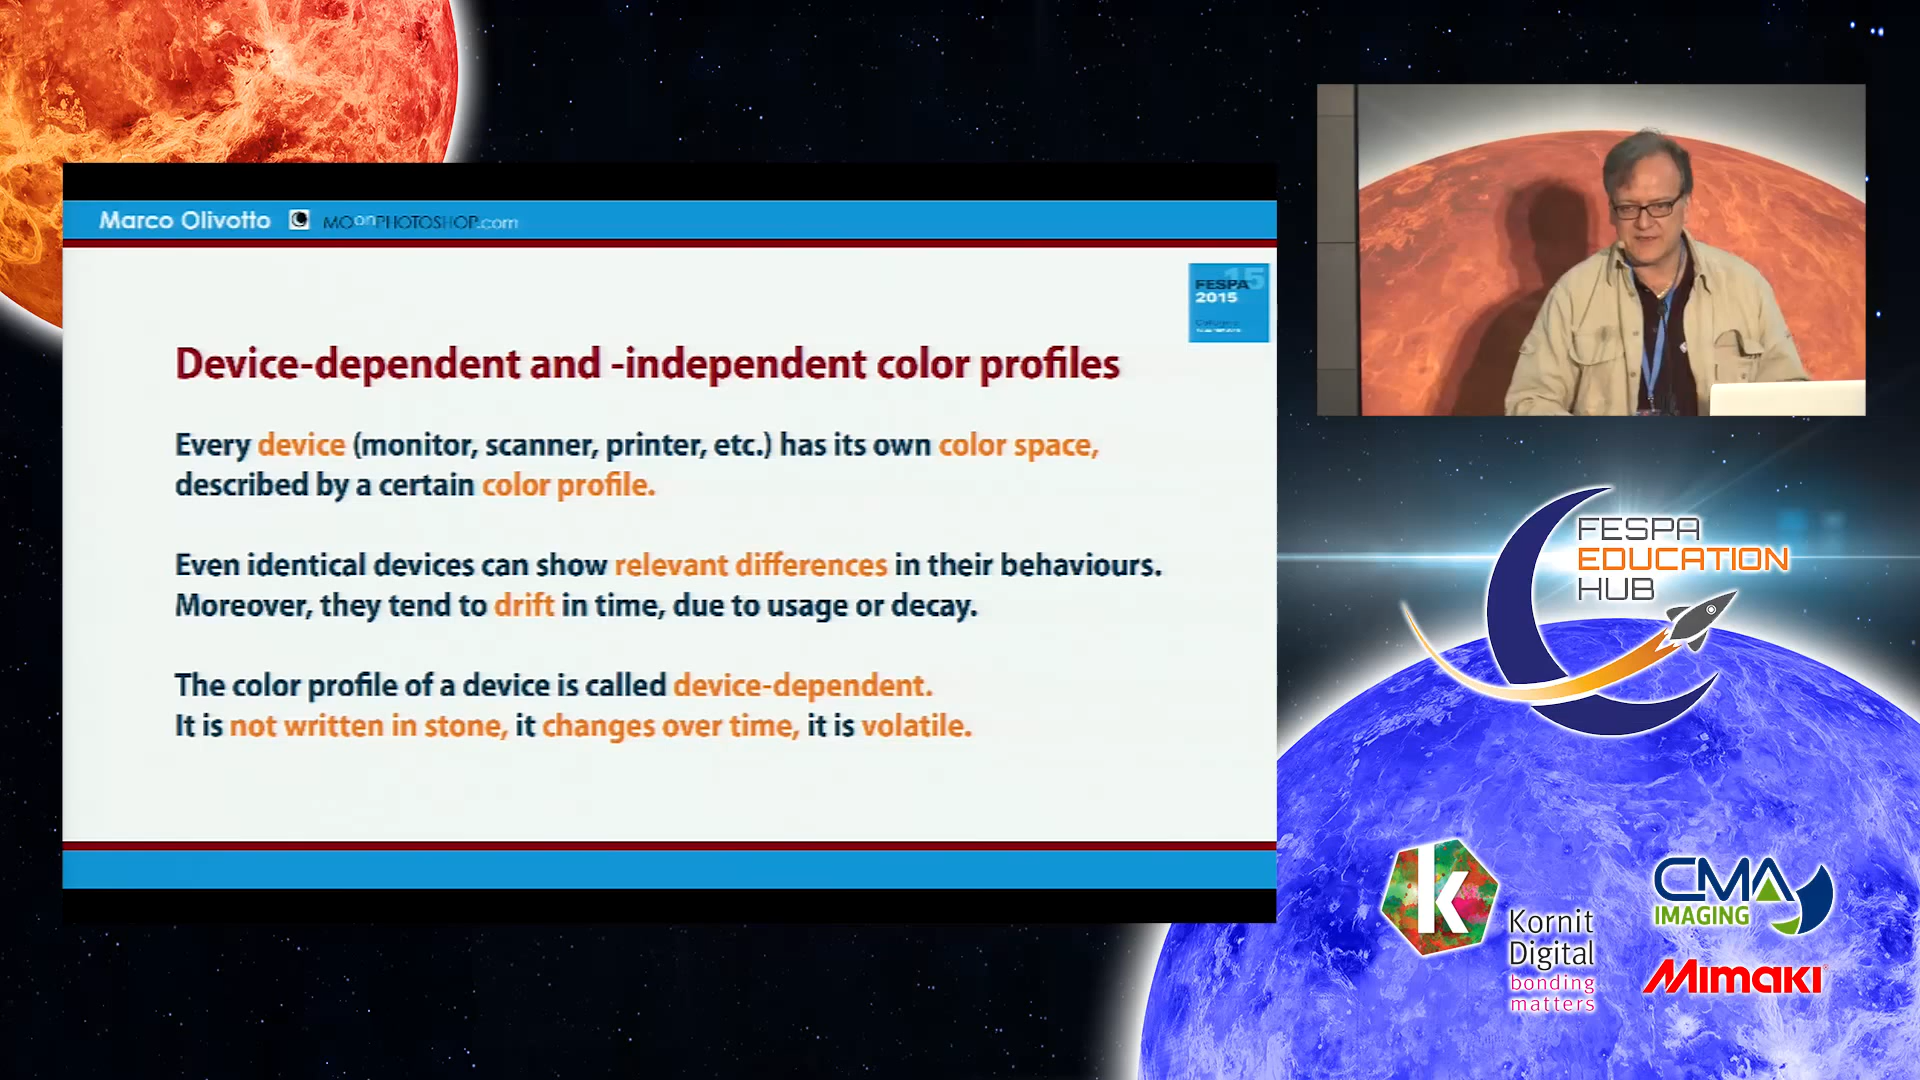 Marco Olivotto MOonPHOTOSHOP.com
15
FESPA
2015
Device-dependent and -independent color profiles
Every device (monitor, scanner, printer, etc.) has its own color space,
described by a certain color profile.
Even identical devices can show relevant differences in their behaviours.
Moreover, they tend to drift in time, due to usage or decay.
The color profile of a device is called device-dependent.
It is not written in stone, it changes over time, it is volatile.
FESPA
EDUCATION
HUB
k
Kornit
Digital
bonding
matters
CMA
IMAGING
Mimaki